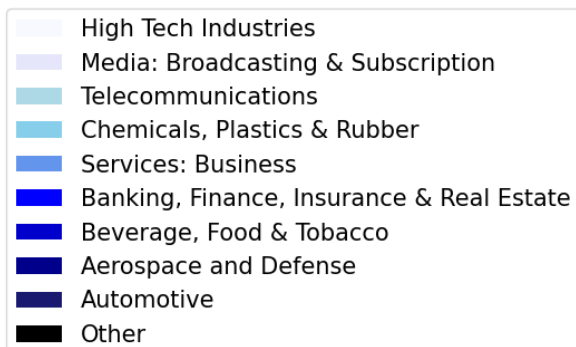 High Tech Industries
Media: Broadcasting & Subscription
Telecommunications
Chemicals, Plastics & Rubber
Services: Business
Banking, Finance, Insurance & Real Estate
Beverage, Food & Tobacco
Aerospace and Defense
Automotive
Other